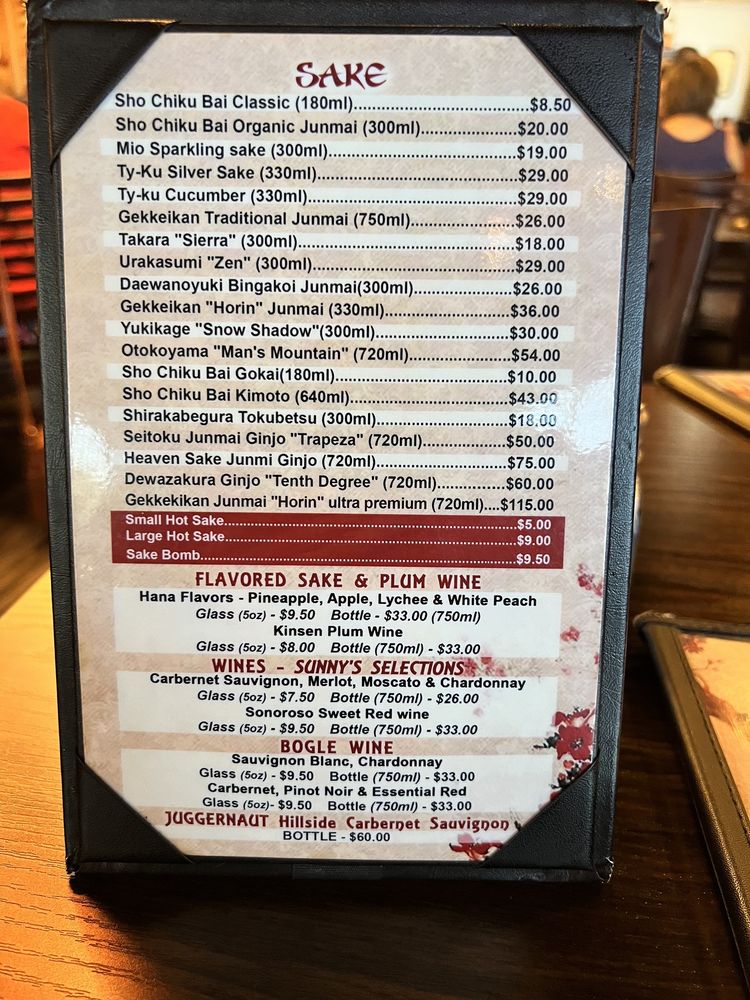 SAKE
Sho Chiku Bai Classic (180ml)..............................$8.50
Sho Chiku Bai Organic Junmai (300ml)................$20.00
Mio Sparkling sake (300ml)................................$19.00
Ty-Ku Silver Sake (330ml)..................................$29.00
Ty-ku Cucumber (330ml)....................................$29.00
Gekkeikan Traditional Junmai (750ml).................$26.00
Takara "Sierra" (300ml).....................................$18.00
Urakasumi "Zen" (300ml)...................................$29.00
Daewanoyuki Bingakoi Junmai(300ml)................$26.00
Gekkeikan "Horin" Junmai (330ml).....................$36.00
Yukikage "Snow Shadow"(300ml).......................$30.00
Otokoyama "Man's Mountain" (720ml)................$54.00
Sho Chiku Bai Gokai(180ml)..............................$10.00
Sho Chiku Bai Kimoto (640ml)...........................$43.00
Shirakabegura Tokubetsu (300ml)......................$18.00
Seitoku Junmai Ginjo "Trapeza" (720ml)..............$50.00
Heaven Sake Junmi Ginjo (720ml)......................$75.00
Dewazakura Ginjo "Tenth Degree" (720ml)...........$60.00
Gekkekikan Junmai "Horin" ultra premium (720ml)....$115.00
Small Hot Sake..................................................$5.00
Large Hot Sake..................................................$9.00
Sake Bomb........................................................$9.50
FLAVORED SAKE & PLUM WINE
Hana Flavors - Pineapple, Apple, Lychee & White Peach
Glass (5oz) - $9.50 Bottle - $33.00 (750ml)
Kinsen Plum Wine
Glass (5oz) - $8.00 Bottle (750ml) - $33.00
WINES - SUNNY'S SELECTIONS
Carbernet Sauvignon, Merlot, Moscato & Chardonnay
Glass (5oz) - $7.50 Bottle (750ml) - $26.00
Sonoroso Sweet Red wine
Glass (5oz) - $9.50 Bottle (750ml) - $33.00
BOGLE WINE
Sauvignon Blanc, Chardonnay
Glass (5oz) - $9.50 Bottle (750ml) - $33.00
Carbernet, Pinot Noir & Essential Red
Glass (5oz)- $9.50 Bottle (750ml) - $33.00
JUGGERNAUT Hillside Carbernet Sauvignon
BOTTLE - $60.00